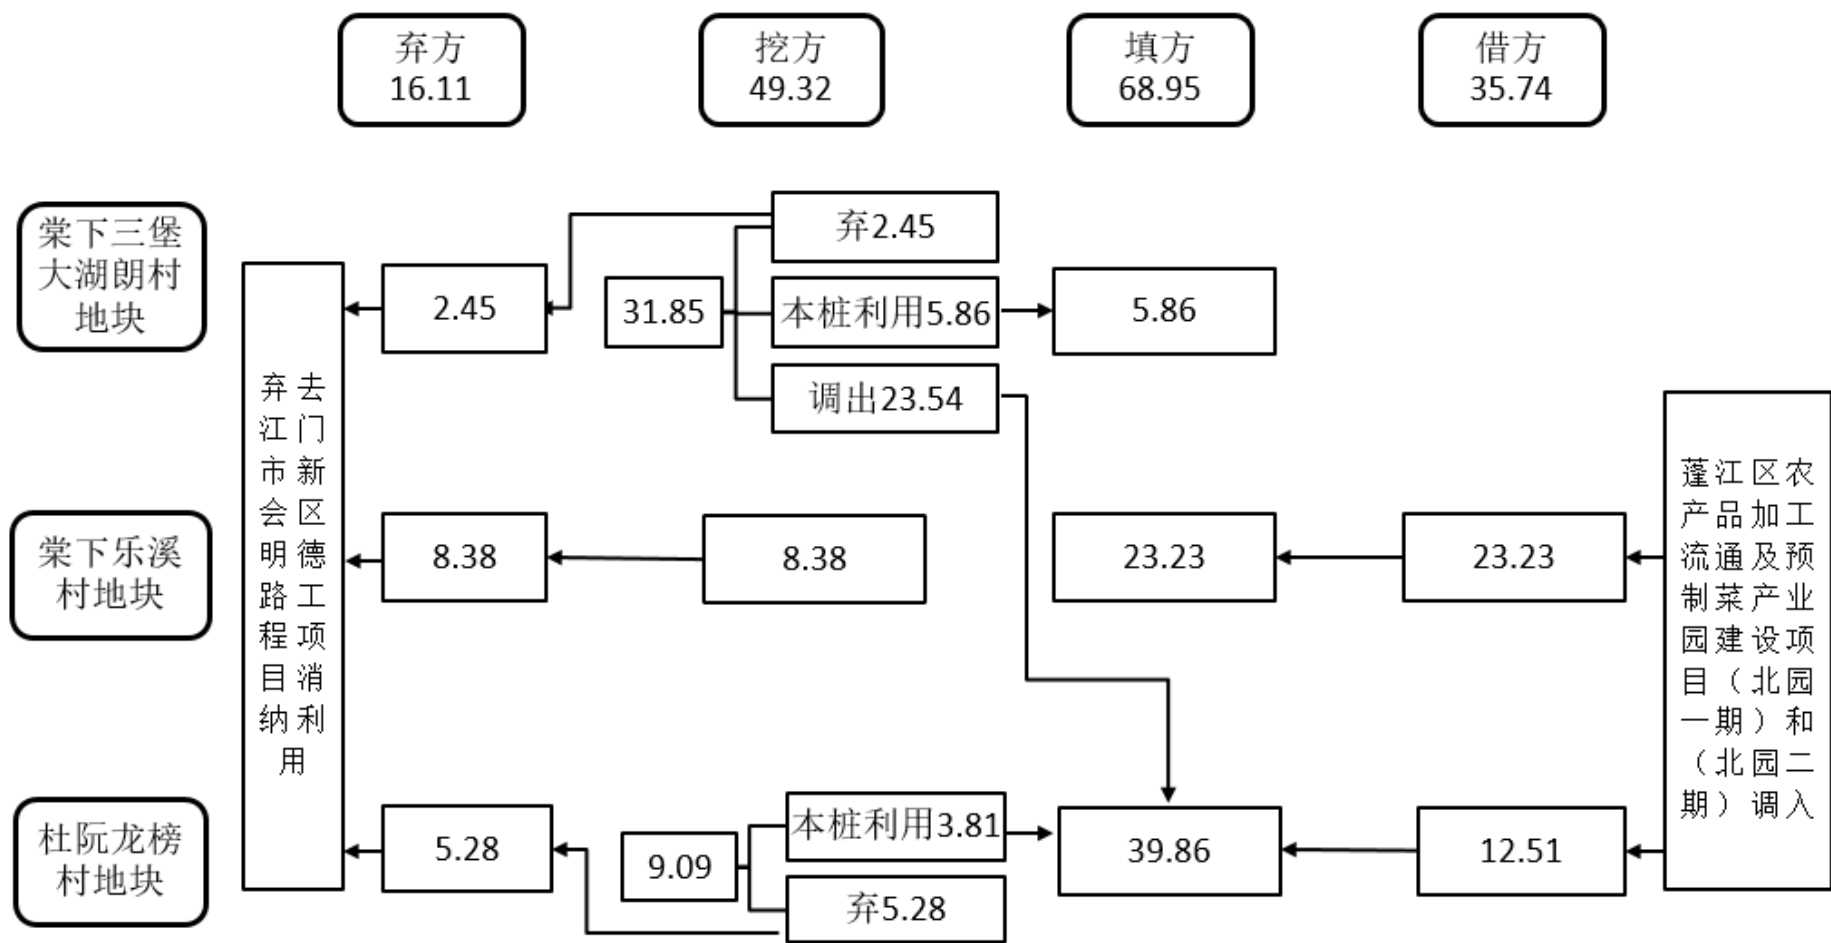 弃方
16.11
挖方
49.32
填方
68.95
借方
35.74
棠下三堡
大湖朗村
地块
弃去
江门
市新
会区
明德
路工
程项
目消
纳利
用
2.45
31.85
弃2.45
本桩利用5.86
调出23.54
5.86
棠下乐溪
村地块
8.38
8.38
23.23
23.23
蓬江区农
产品加工
流通及预
制菜产业
园建设项
目（北园
一期）和
（北园二
期）调入
杜阮龙榜
村地块
5.28
9.09
本桩利用3.81
弃5.28
39.86
12.51